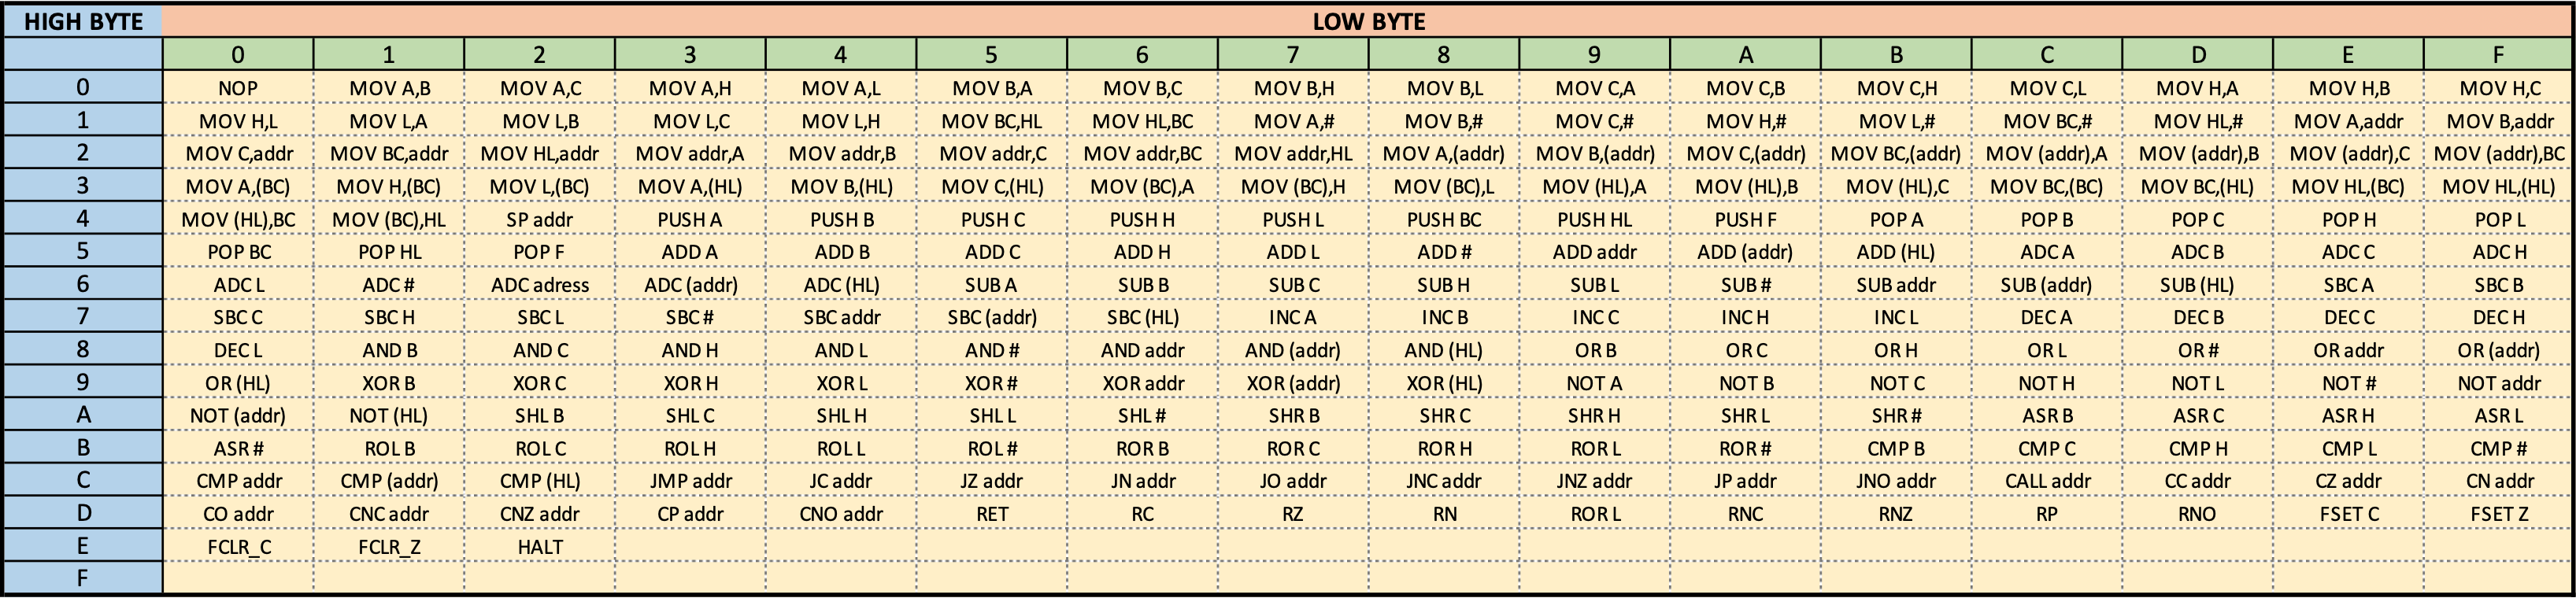 HIGH BYTE LOW BYTE
0 1 2 3 4 5 6 7 8 9 A B C D E F
0 NOP MOV A,B MOV A,C MOV A,H MOV A,L MOV B,A MOV B,C MOV B,H MOV B,L MOV C,A MOV C,B MOV C,H MOV C,L MOV H,A MOV H,B MOV H,C
1 MOV H,L MOV L,A MOV L,B MOV L,C MOV L,H MOV BC,HL MOV HL,BC MOV A,# MOV B,# MOV C,# MOV H,# MOV L,# MOV BC,# MOV HL,# MOV A,addr MOV B,addr
2 MOV C,addr MOV BC,addr MOV HL,addr MOV addr,A MOV addr,B MOV addr,C MOV addr,BC MOV addr,HL MOV A,(addr) MOV B,(addr) MOV C,(addr) MOV BC,(addr) MOV (addr),A MOV (addr),B MOV (addr),C MOV (addr),BC
3 MOV A,(BC) MOV H,(BC) MOV L,(BC) MOV A,(HL) MOV B,(HL) MOV C,(HL) MOV (BC),A MOV (BC),H MOV (BC),L MOV (HL),A MOV (HL),B MOV (HL),C MOV BC,(BC) MOV BC,(HL) MOV HL,(BC) MOV HL,(HL)
4 MOV (HL),BC MOV (BC),HL SP addr PUSH A PUSH B PUSH C PUSH H PUSH L PUSH BC PUSH HL PUSH F POP A POP B POP C POP H POP L
5 POP BC POP HL POP F ADD A ADD B ADD C ADD H ADD L ADD # ADD addr ADD (addr) ADD (HL) ADC A ADC B ADC C ADC H
6 ADC L ADC # ADC adress ADC (addr) ADC (HL) SUB A SUB B SUB C SUB H SUB L SUB # SUB addr SUB (addr) SUB (HL) SBC A SBC B
7 SBC C SBC H SBC L SBC # SBC addr SBC (addr) SBC (HL) INC A INC B INC C INC H INC L DEC A DEC B DEC C DEC H
8 DEC L AND B AND C AND H AND L AND # AND addr AND (addr) AND (HL) OR B OR C OR H OR L OR # OR addr OR (addr)
9 OR (HL) XOR B XOR C XOR H XOR L XOR # XOR addr XOR (addr) XOR (HL) NOT A NOT B NOT C NOT H NOT L NOT # NOT addr
A NOT (addr) NOT (HL) SHL B SHL C SHL H SHL L SHL # SHR B SHR C SHR H SHR L SHR # ASR B ASR C ASR H ASR L
B ASR # ROL B ROL C ROL H ROL L ROL # ROR B ROR C ROR H ROR L ROR # CMP B CMP C CMP H CMP L CMP #
C CMP addr CMP (addr) CMP (HL) JMP addr JC addr JZ addr JN addr JO addr JNC addr JNZ addr JP addr JNO addr CALL addr CC addr CZ addr CN addr
D CO addr CNC addr CNZ addr CP addr CNO addr RET RC RZ RN ROR L RNC RNZ RP RNO FSET C FSET Z
E FCLR_C FCLR_Z HALT
F